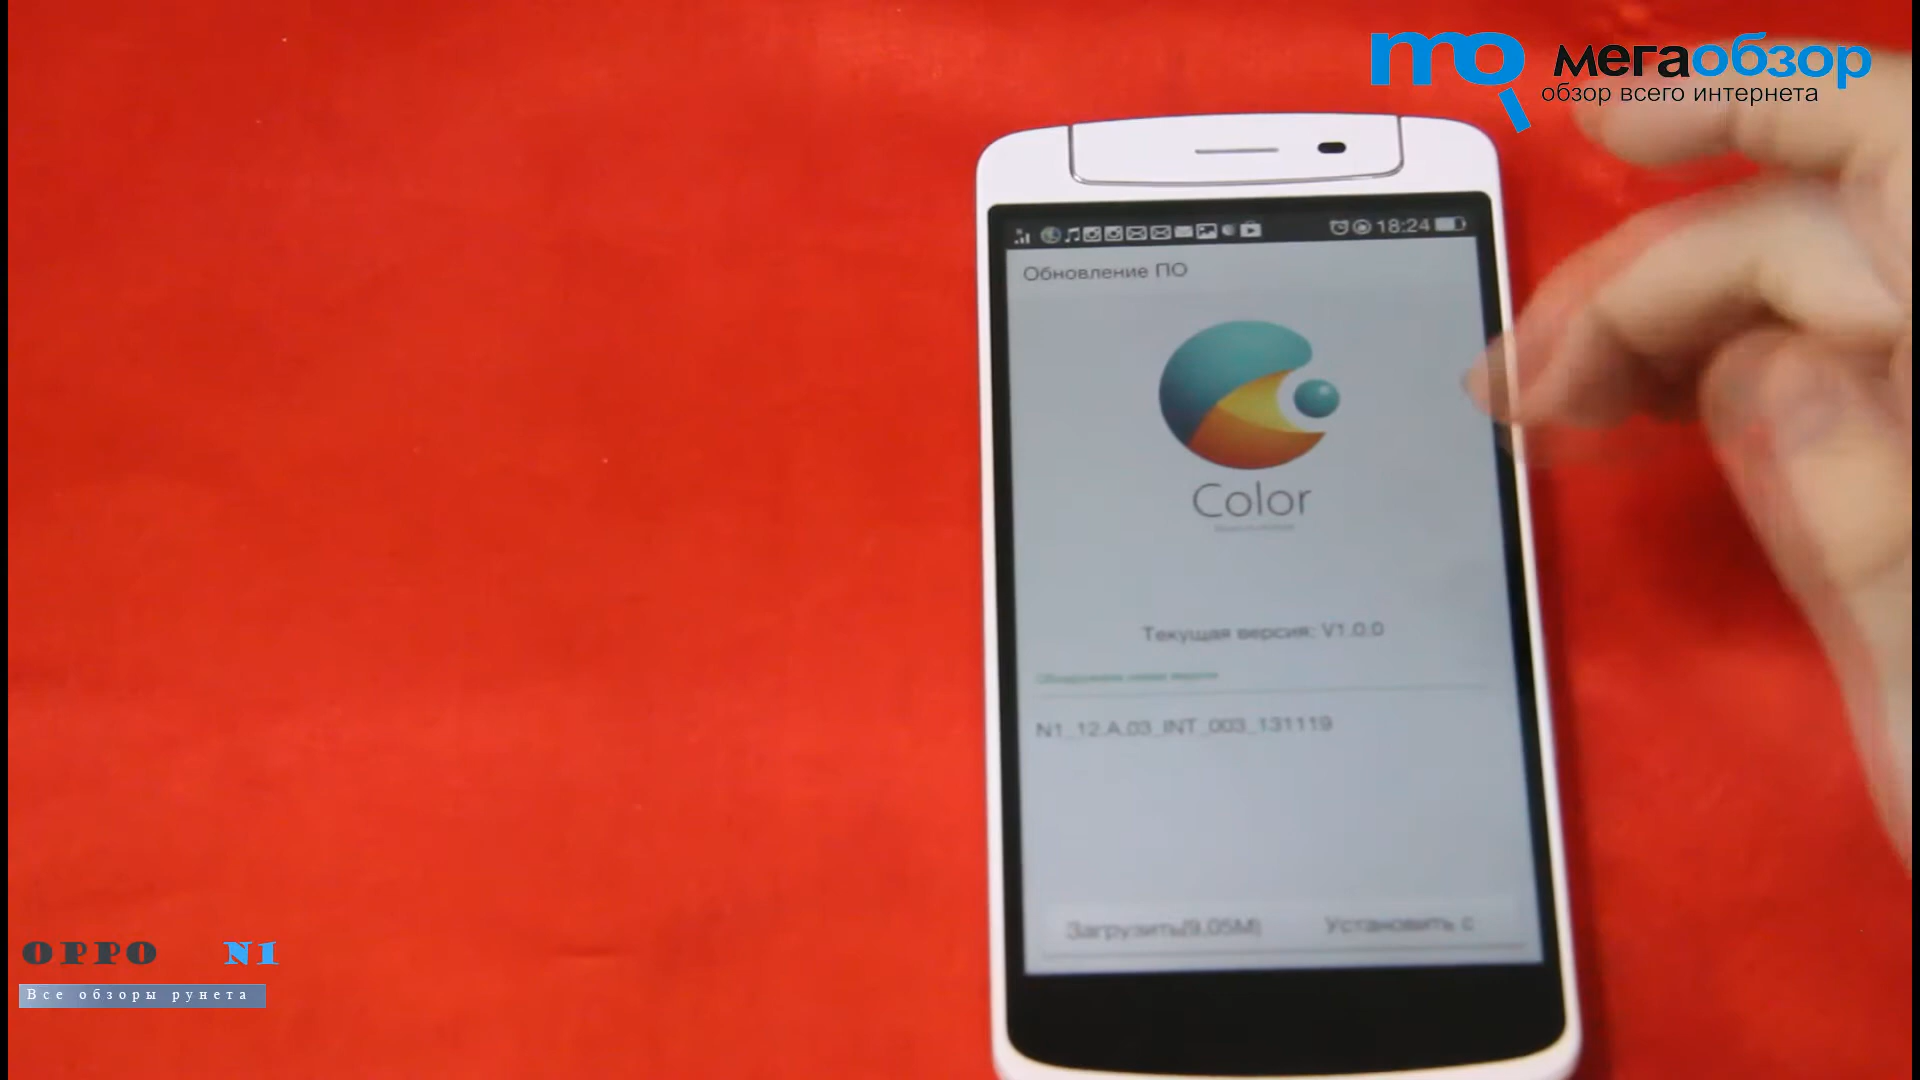 мегаобзор
обзор всего интернета
18:24
Обновление ПО
Color
Текущая версия: V1.0.0
N1_12.A.03_INT_003_131119
Загрузить(9,05M) Установить с
OPPO N1
Все обзоры рунета